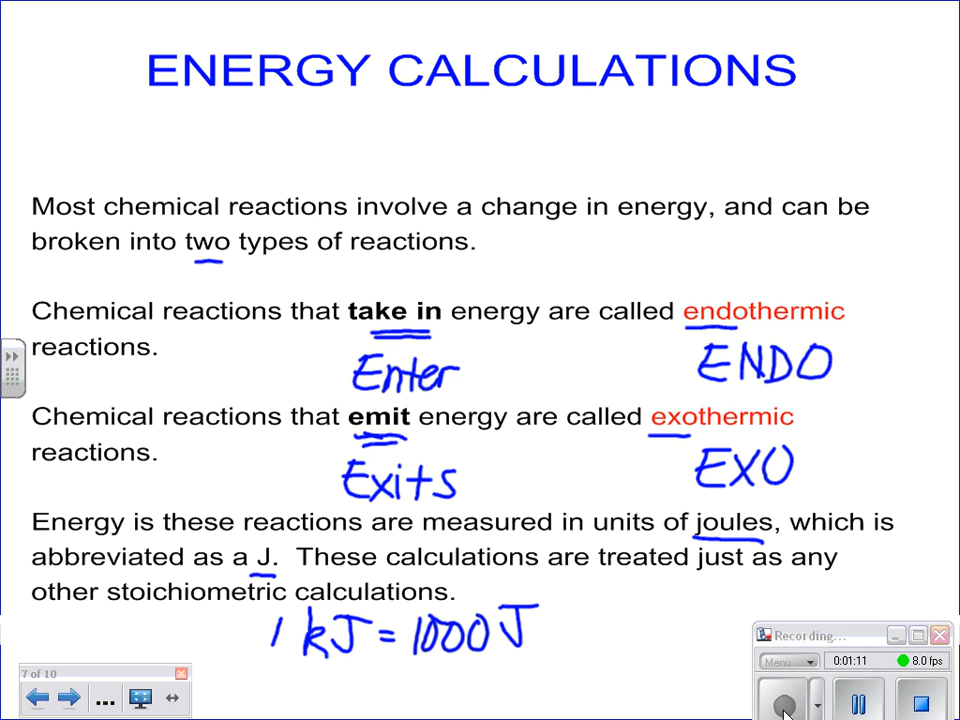 ENERGY CALCULATIONS
Most chemical reactions involve a change in energy, and can be
broken into two types of reactions.
Chemical reactions that take in energy are called endothermic
reactions.
Enter ENDO
Chemical reactions that emit energy are called exothermic
reactions.
Exits EXO
Energy is these reactions are measured in units of joules, which is
abbreviated as a J. These calculations are treated just as any
other stoichiometric calculations.
1 kJ = 1000 J
7 of 10
...
Recording...
Menu 0:01:11 8.0 fps